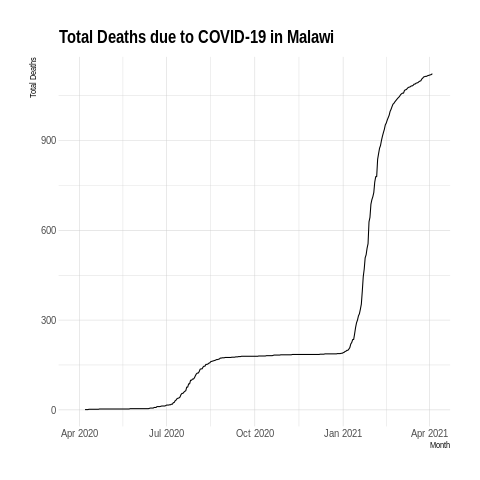 Total Deaths due to COVID-19 in Malawi
Total Deaths
900
600
300
0
Apr 2020 Jul 2020 Oct 2020 Jan 2021 Apr 2021
Month